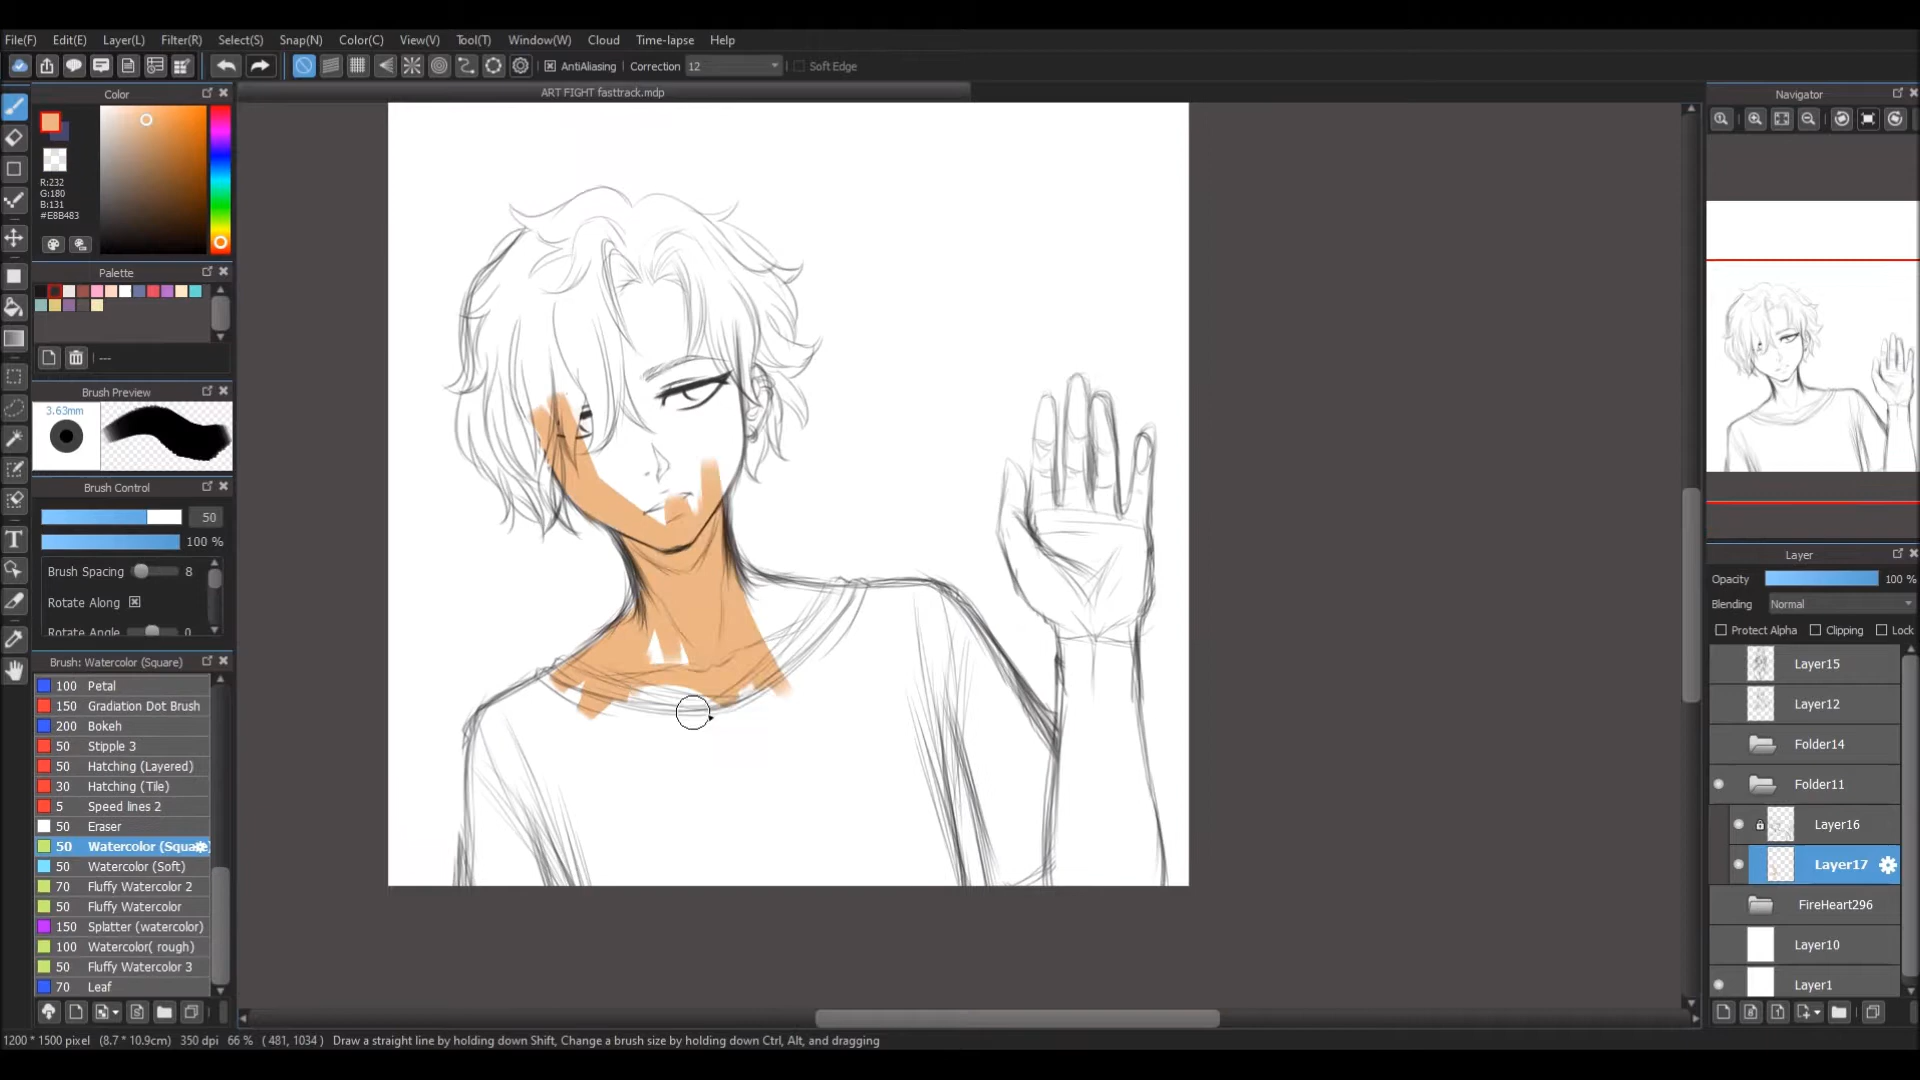 File(F) Edit(E) Layer(L) Filter(R) Select(S) Snap(N) Color(C) View(V) Tool(T) Window(W) Cloud Time-lapse Help
AntiAliasing Correction 12 Soft Edge
Color
ART FIGHT fasttrack.mdp
Navigator
R:232
G:180
B:131
#E8B483
Palette
---
Brush Preview
3.63mm
Brush Control
50
100 %
Brush Spacing 8
Rotate Along
Rotate Angle 0
Brush: Watercolor (Square)
100 Petal
150 Gradiation Dot Brush
200 Bokeh
50 Stipple 3
50 Hatching (Layered)
30 Hatching (Tile)
5 Speed lines 2
50 Eraser
50 Watercolor (Square)
50 Watercolor (Soft)
70 Fluffy Watercolor 2
50 Fluffy Watercolor
150 Splatter (watercolor)
100 Watercolor( rough)
50 Fluffy Watercolor 3
70 Leaf
Layer
Opacity 100 %
Blending Normal
Protect Alpha Clipping Lock
Layer15
Layer12
Folder14
Folder11
Layer16
Layer17
FireHeart296
Layer10
Layer1
1200 * 1500 pixel (8.7 * 10.9cm) 350 dpi 66 % ( 481, 1034 ) Draw a straight line by holding down Shift, Change a brush size by holding down Ctrl, Alt, and dragging